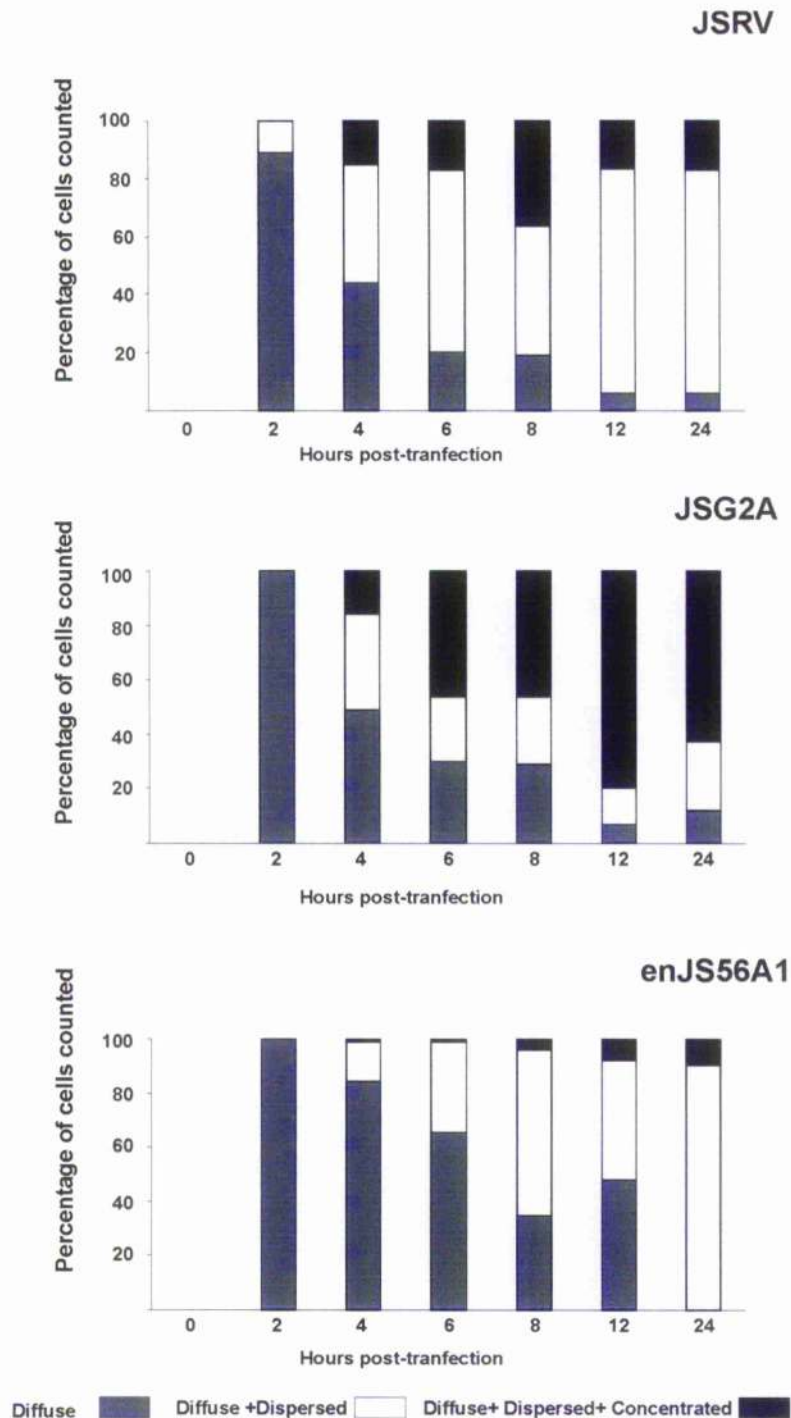 JSRV
Percentage of cells counted
100
80
60
40
20
0 2 4 6 8 12 24
Hours post-tranfection
JSG2A
Percentage of cells counted
100
80
60
40
20
0 2 4 6 8 12 24
Hours post-tranfection
enJS56A1
Percentage of cells counted
100
80
60
40
20
0 2 4 6 8 12 24
Hours post-tranfection
Diffuse Diffuse +Dispersed Diffuse+ Dispersed+ Concentrated